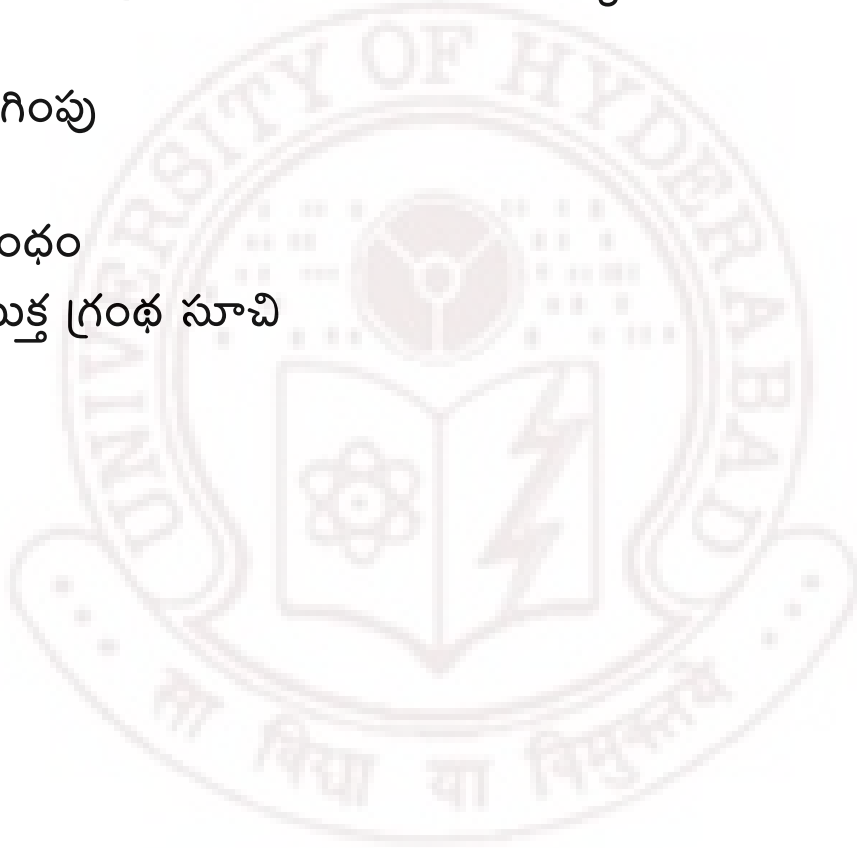 గింపు
ంధం
యుక్త గ్రంథ సూచి
UNIVERSITY OF HYDERABAD
सा विद्या या विमुक्तये